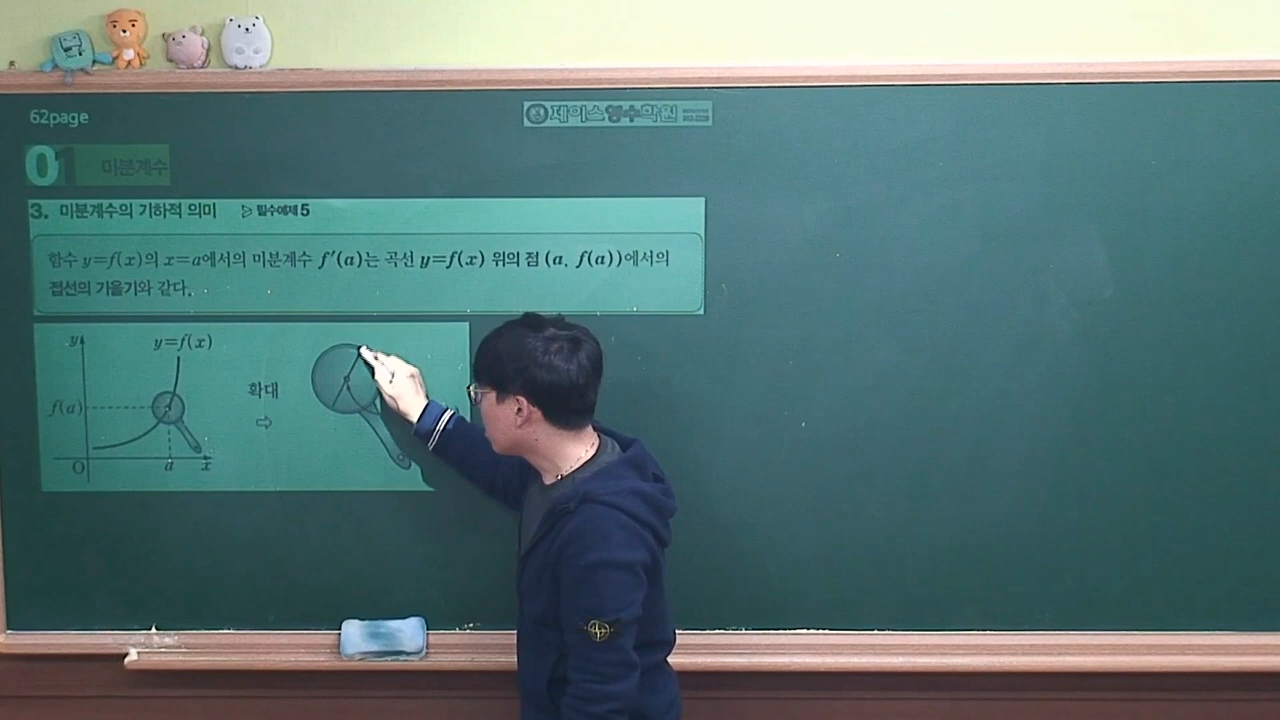 62page
제이스영수학원
01 미분계수
3. 미분계수의 기하적 의미 ▷ 필수예제 5
함수 y=f(x)의 x=a에서의 미분계수 f′(a)는 곡선 y=f(x) 위의 점 (a, f(a))에서의
접선의 기울기와 같다.
y
y=f(x)
확대
f(a)
⇨
O a x